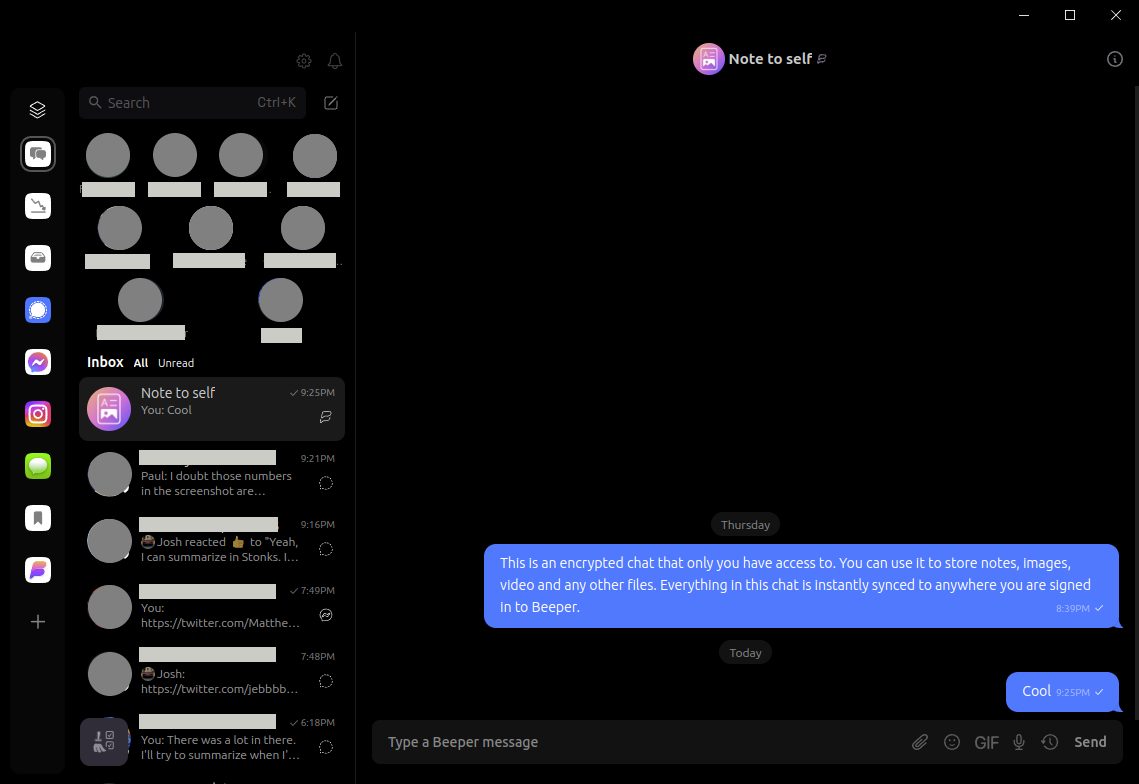 Note to self
Search Ctrl+K
Inbox All Unread
Note to self 9:25PM
You: Cool
9:21PM
Paul: I doubt those numbers
in the screenshot are…
9:16PM
Josh reacted 👍 to "Yeah,
I can summarize in Stonks. I…
7:49PM
You:
https://twitter.com/Matthe…
7:48PM
Josh:
https://twitter.com/jebbbb…
6:18PM
You: There was a lot in there.
I'll try to summarize when I'…
Thursday
This is an encrypted chat that only you have access to. You can use it to store notes, images,
video and any other files. Everything in this chat is instantly synced to anywhere you are signed
in to Beeper.
8:39PM
Today
Cool 9:25PM
Type a Beeper message GIF Send